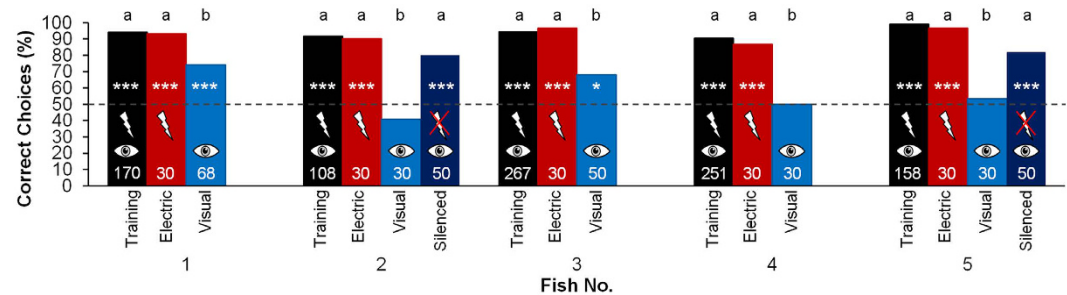 Correct Choices (%)
100
90
80
70
60
50
40
30
20
10
0
a a b
*** *** ***
170 30 68
Training Electric Visual
1
a a b a
*** *** ***
108 30 30 50
Training Electric Visual Silenced
2
a a b
*** *** *
267 30 50
Training Electric Visual
3
a a b
*** ***
251 30 30
Training Electric Visual
4
a a b a
*** *** ***
158 30 30 50
Training Electric Visual Silenced
5
Fish No.